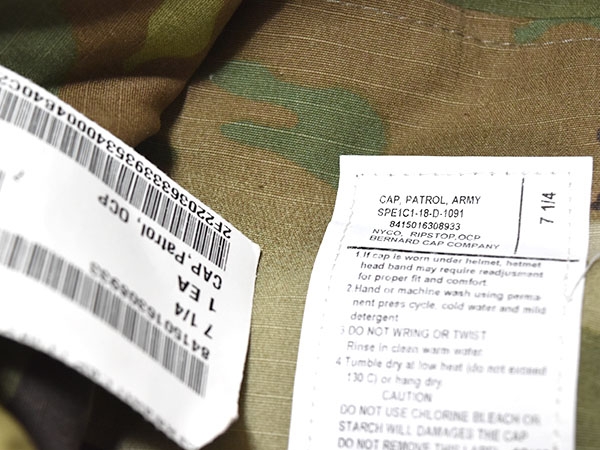 CAP, PATROL, ARMY
SPE1C1-18-D-1091
8415016308933
NYCO, RIPSTOP,OCP
BERNARD CAP COMPANY
7 1/4
1.If cap is worn under helmet, helmet
head band may require readjusment
for proper fit and comfort.
2.Hand or machine wash using perma-
nent press cycle, cold water and mild
detergent
3.DO NOT WRING OR TWIST
Rinse in clean warm water.
4.Tumble dry at low heat (do not exceed
130 C) or hang dry.
CAUTION
DO NOT USE CHLORINE BLEACH OR
STARCH WILL DAMAGES THE CAP
DO NOT REMOVE THIS LABEL
CAP,Patrol, OCP
1 EA
7 1/4